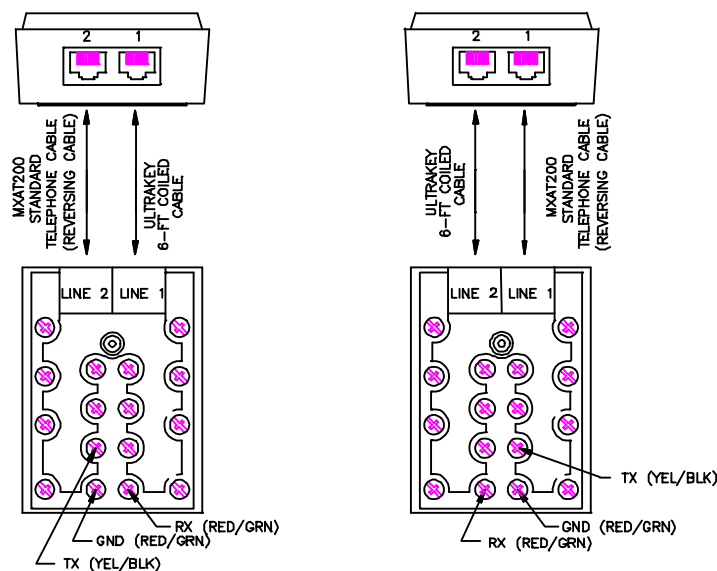 2 1
MXAT200
STANDARD
TELEPHONE CABLE
(REVERSING CABLE)
ULTRAKEY
6-FT COILED
CABLE
LINE 2 LINE 1
RX (RED/GRN)
GND (RED/GRN)
TX (YEL/BLK)
2 1
ULTRAKEY
6-FT COILED
CABLE
MXAT200
STANDARD
TELEPHONE CABLE
(REVERSING CABLE)
LINE 2 LINE 1
TX (YEL/BLK)
GND (RED/GRN)
RX (RED/GRN)